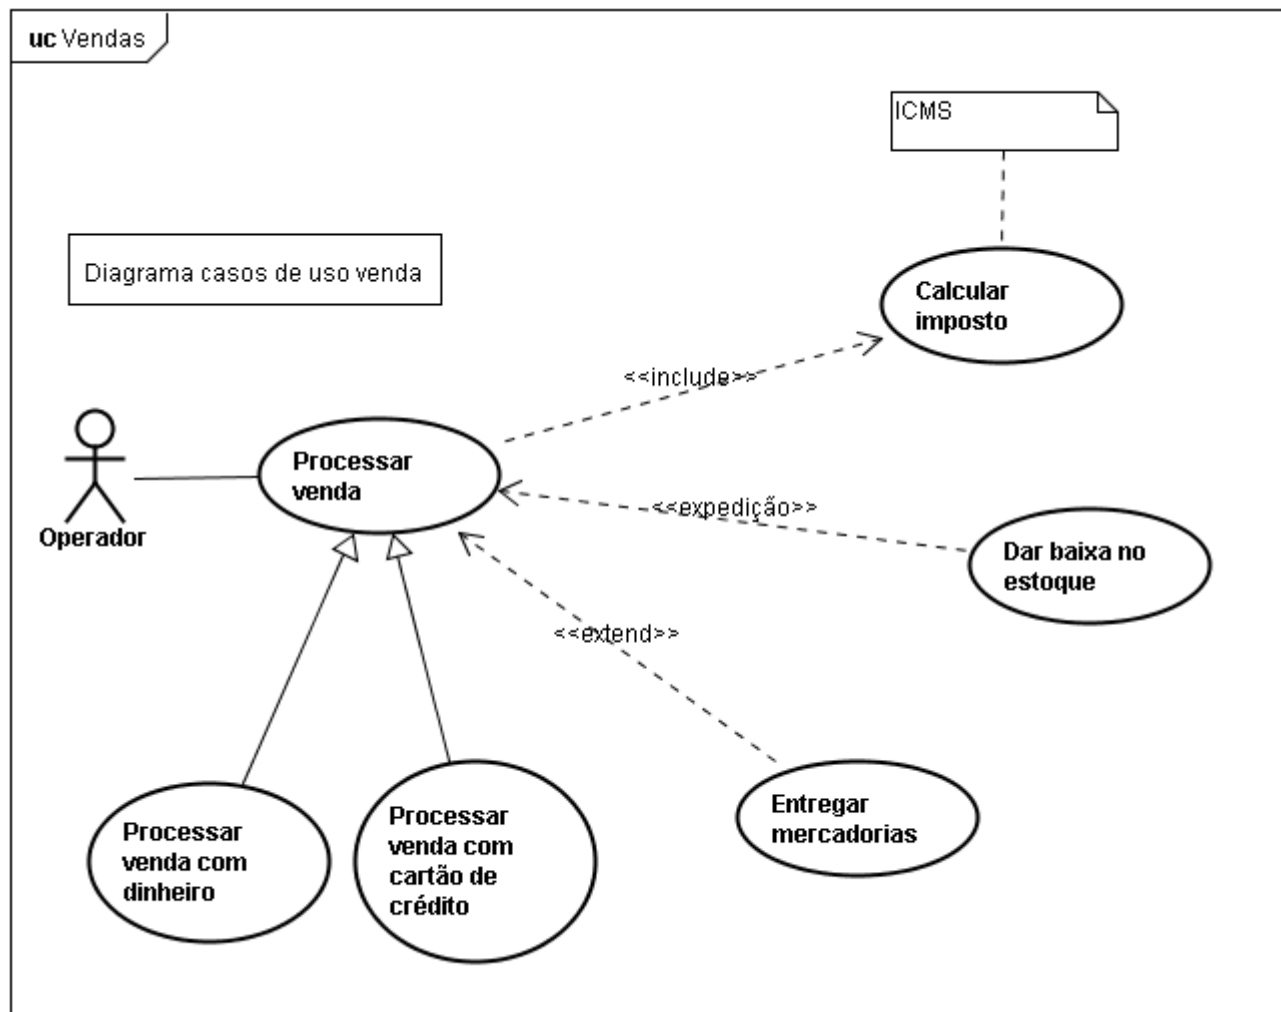 uc Vendas
ICMS
Diagrama casos de uso venda
Calcular
imposto
<<include>>
Processar
venda
<<expedição>>
Operador
Dar baixa no
estoque
<<extend>>
Entregar
mercadorias
Processar
venda com
dinheiro
Processar
venda com
cartão de
crédito